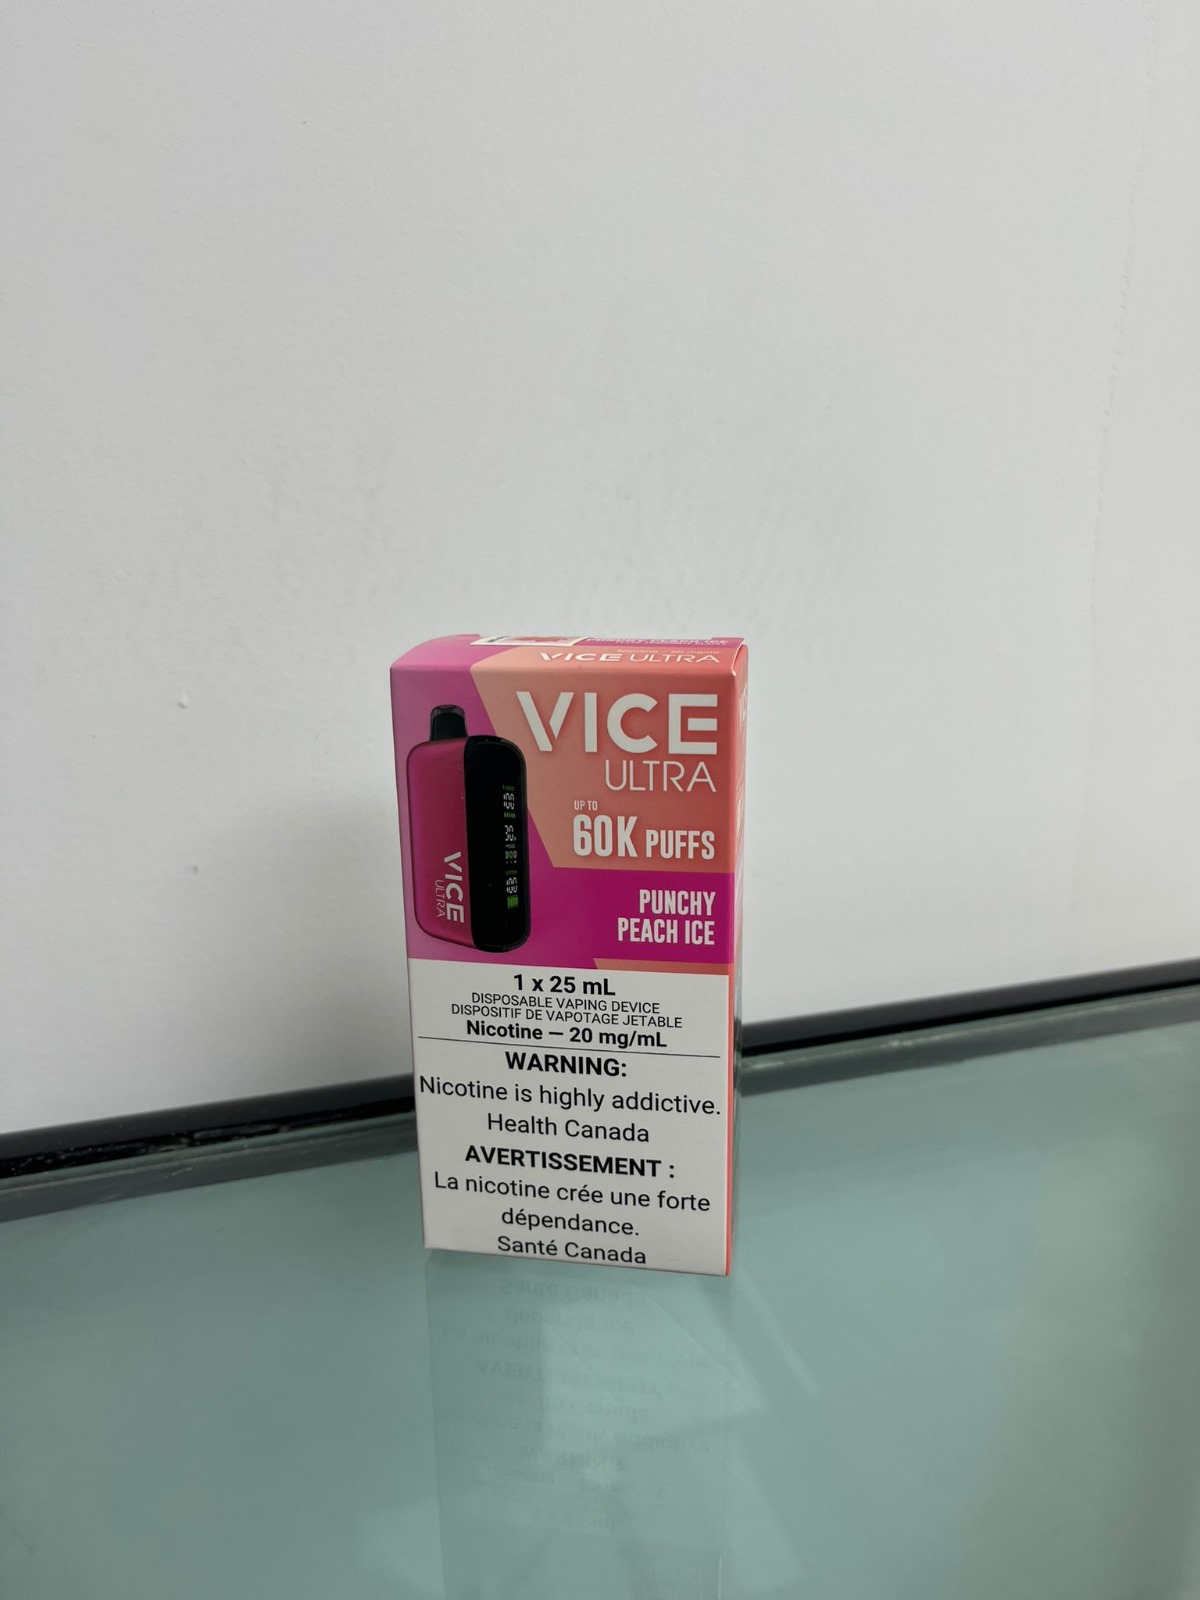 VICE ULTRA
VICE
ULTRA
UP TO
60K PUFFS
PUNCHY
PEACH ICE
VICE
ULTRA
1 x 25 mL
DISPOSABLE VAPING DEVICE
DISPOSITIF DE VAPOTAGE JETABLE
Nicotine — 20 mg/mL
WARNING:
Nicotine is highly addictive.
Health Canada
AVERTISSEMENT :
La nicotine crée une forte
dépendance.
Santé Canada